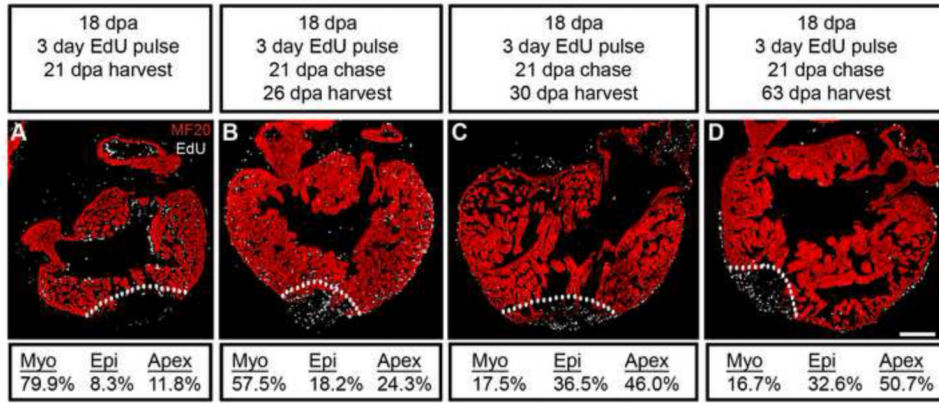 18 dpa
3 day EdU pulse
21 dpa harvest
18 dpa
3 day EdU pulse
21 dpa chase
26 dpa harvest
18 dpa
3 day EdU pulse
21 dpa chase
30 dpa harvest
18 dpa
3 day EdU pulse
21 dpa chase
63 dpa harvest
A
MF20
EdU
B
C
D
Myo Epi Apex
79.9% 8.3% 11.8%
Myo Epi Apex
57.5% 18.2% 24.3%
Myo Epi Apex
17.5% 36.5% 46.0%
Myo Epi Apex
16.7% 32.6% 50.7%